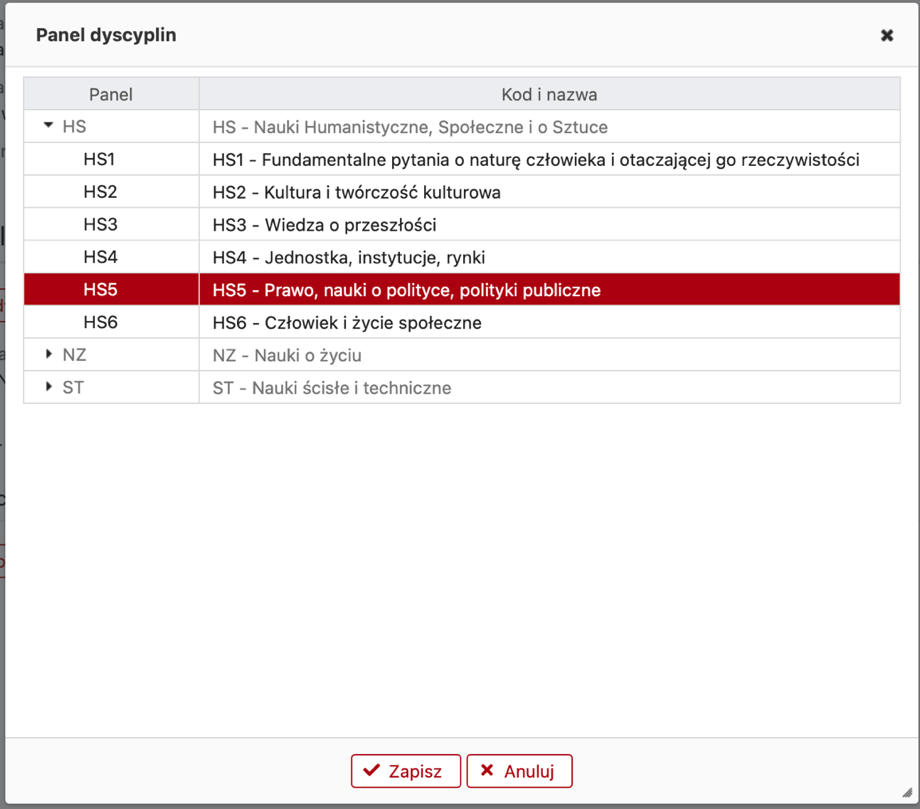 Panel dyscyplin
Panel Kod i nazwa
HS HS - Nauki Humanistyczne, Społeczne i o Sztuce
HS1 HS1 - Fundamentalne pytania o naturę człowieka i otaczającej go rzeczywistości
HS2 HS2 - Kultura i twórczość kulturowa
HS3 HS3 - Wiedza o przeszłości
HS4 HS4 - Jednostka, instytucje, rynki
HS5 HS5 - Prawo, nauki o polityce, polityki publiczne
HS6 HS6 - Człowiek i życie społeczne
NZ NZ - Nauki o życiu
ST ST - Nauki ścisłe i techniczne
Zapisz Anuluj